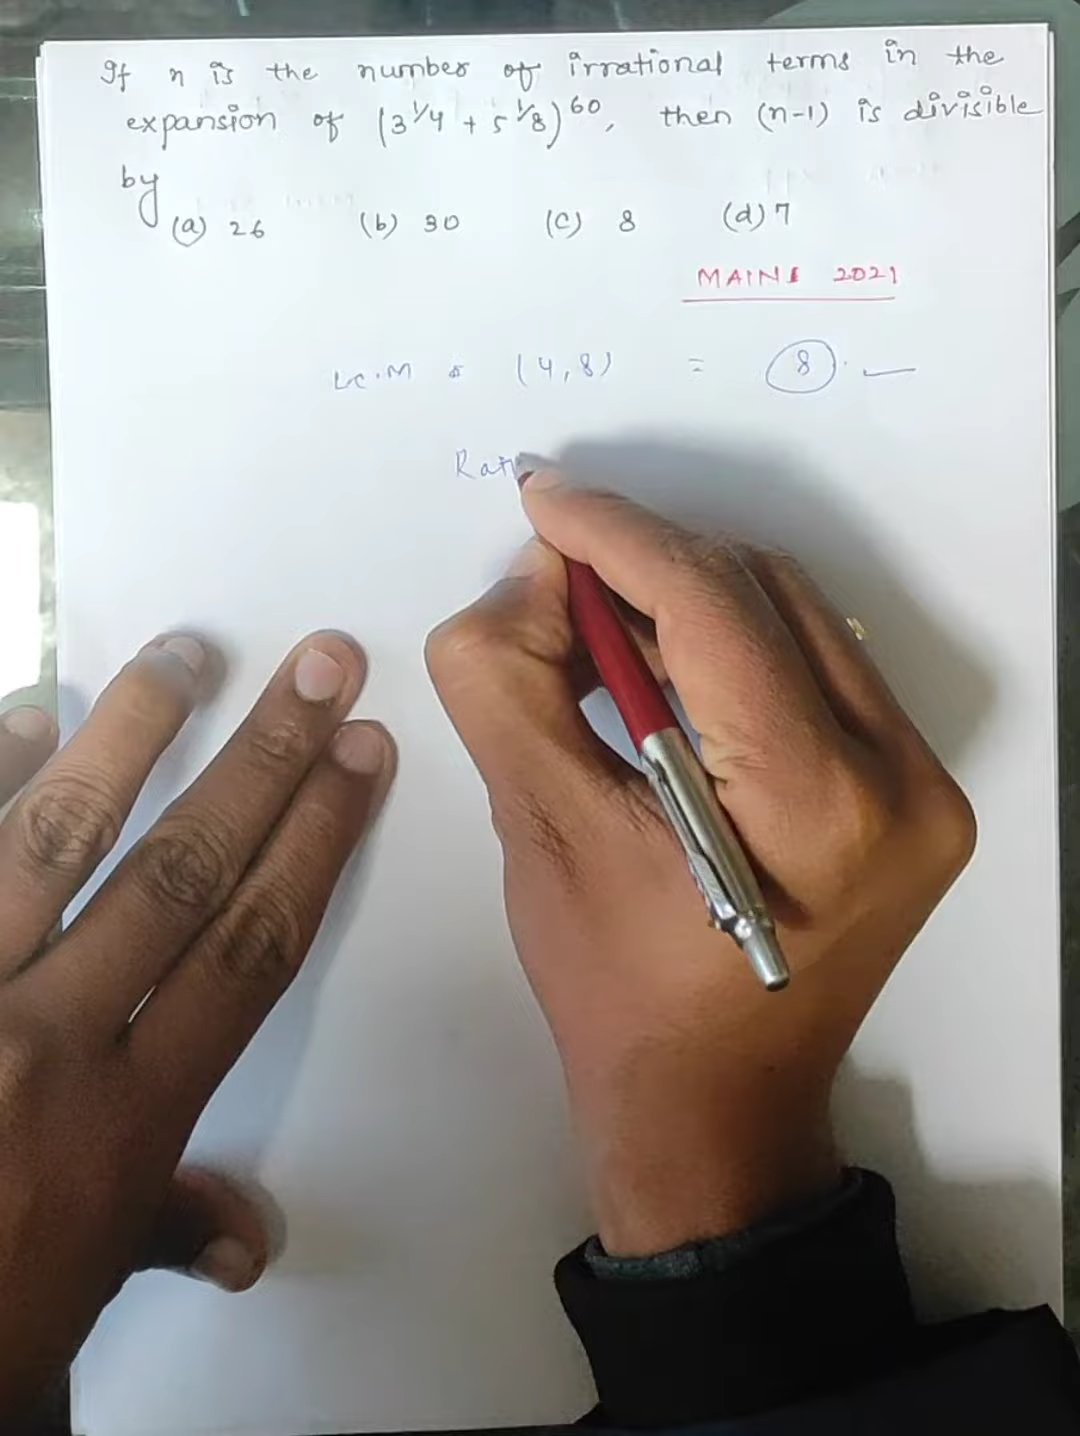 If n is the number of irrational terms in the
expansion of (3^1/4 + 5^1/8)^60, then (n-1) is divisible
by
(a) 26 (b) 30 (c) 8 (d) 7
MAINS 2021
L.C.M (4,8) = 8